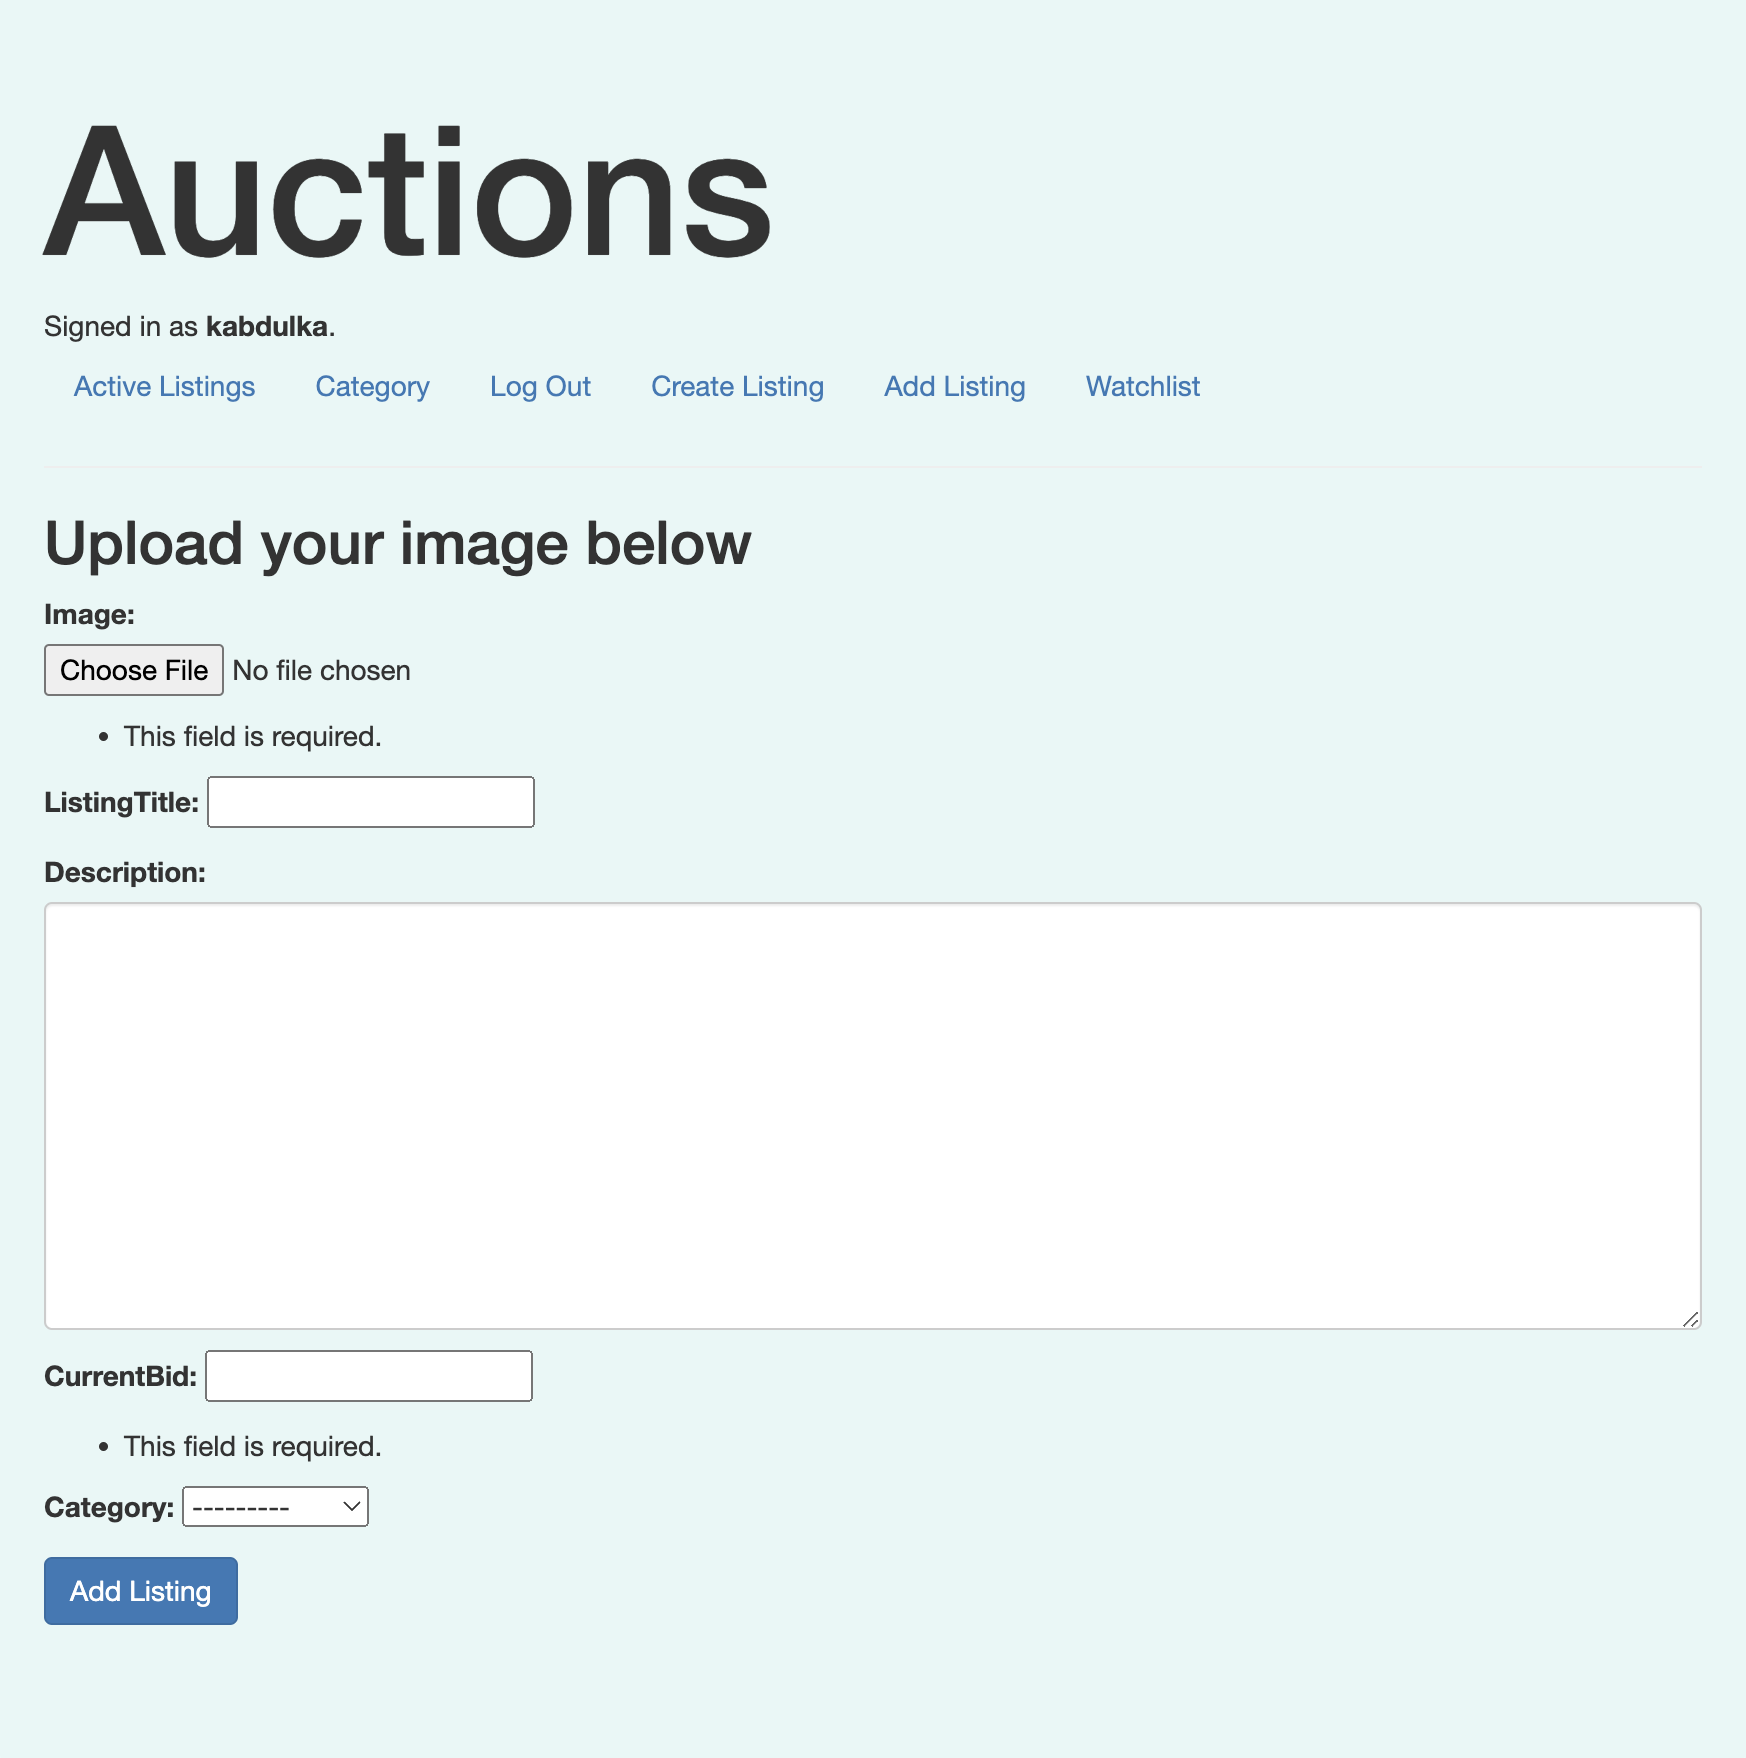 Auctions
Signed in as kabdulka.
Active Listings Category Log Out Create Listing Add Listing Watchlist
Upload your image below
Image:
Choose File No file chosen
• This field is required.
ListingTitle:
Description:
CurrentBid:
• This field is required.
Category: ---------
Add Listing